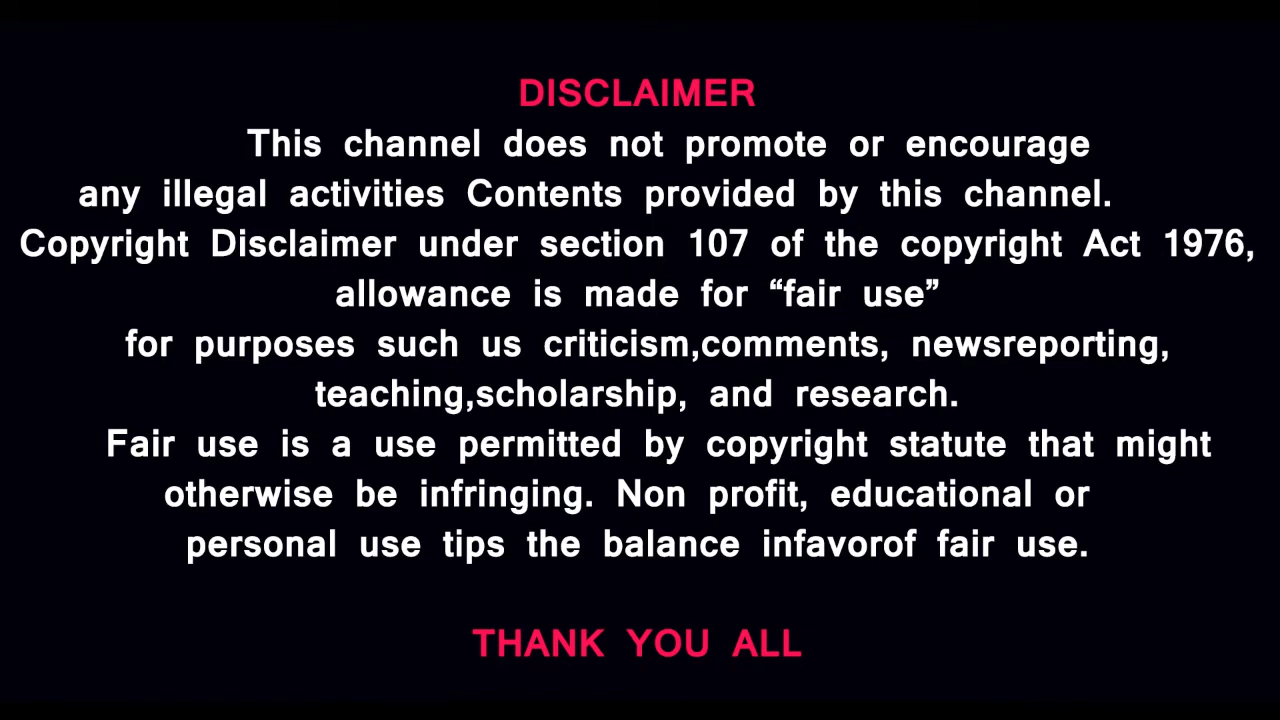 DISCLAIMER
This channel does not promote or encourage
any illegal activities Contents provided by this channel.
Copyright Disclaimer under section 107 of the copyright Act 1976,
allowance is made for “fair use”
for purposes such us criticism,comments, newsreporting,
teaching,scholarship, and research.
Fair use is a use permitted by copyright statute that might
otherwise be infringing. Non profit, educational or
personal use tips the balance infavorof fair use.
THANK YOU ALL